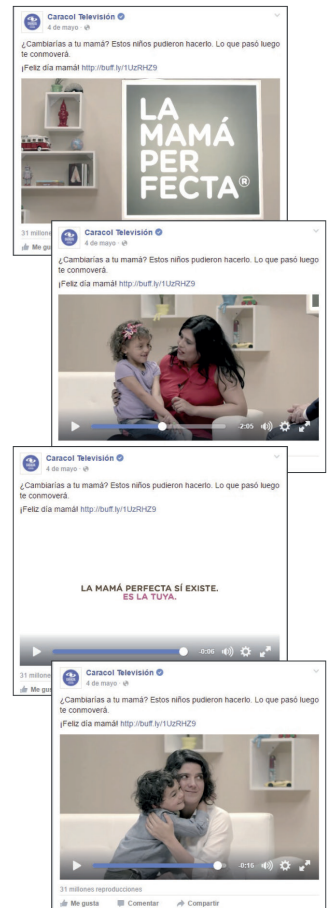 Caracol Televisión
4 de mayo ·
¿Cambiarías a tu mamá? Estos niños pudieron hacerlo. Lo que pasó luego
te conmoverá.
¡Feliz día mamá! http://buff.ly/1UzRHZ9
LA
MAMÁ
PER
FECTA®
31 millone
Me gu
Caracol Televisión
4 de mayo ·
¿Cambiarías a tu mamá? Estos niños pudieron hacerlo. Lo que pasó luego
te conmoverá.
¡Feliz día mamá! http://buff.ly/1UzRHZ9
-2:05
Caracol Televisión
4 de mayo ·
¿Cambiarías a tu mamá? Estos niños pudieron hacerlo. Lo que pasó luego
te conmoverá.
¡Feliz día mamá! http://buff.ly/1UzRHZ9
LA MAMÁ PERFECTA SÍ EXISTE.
ES LA TUYA.
-0:06
31 millone
Me gus
Caracol Televisión
4 de mayo ·
¿Cambiarías a tu mamá? Estos niños pudieron hacerlo. Lo que pasó luego
te conmoverá.
¡Feliz día mamá! http://buff.ly/1UzRHZ9
-0:16
31 millones reproducciones
Me gusta Comentar Compartir